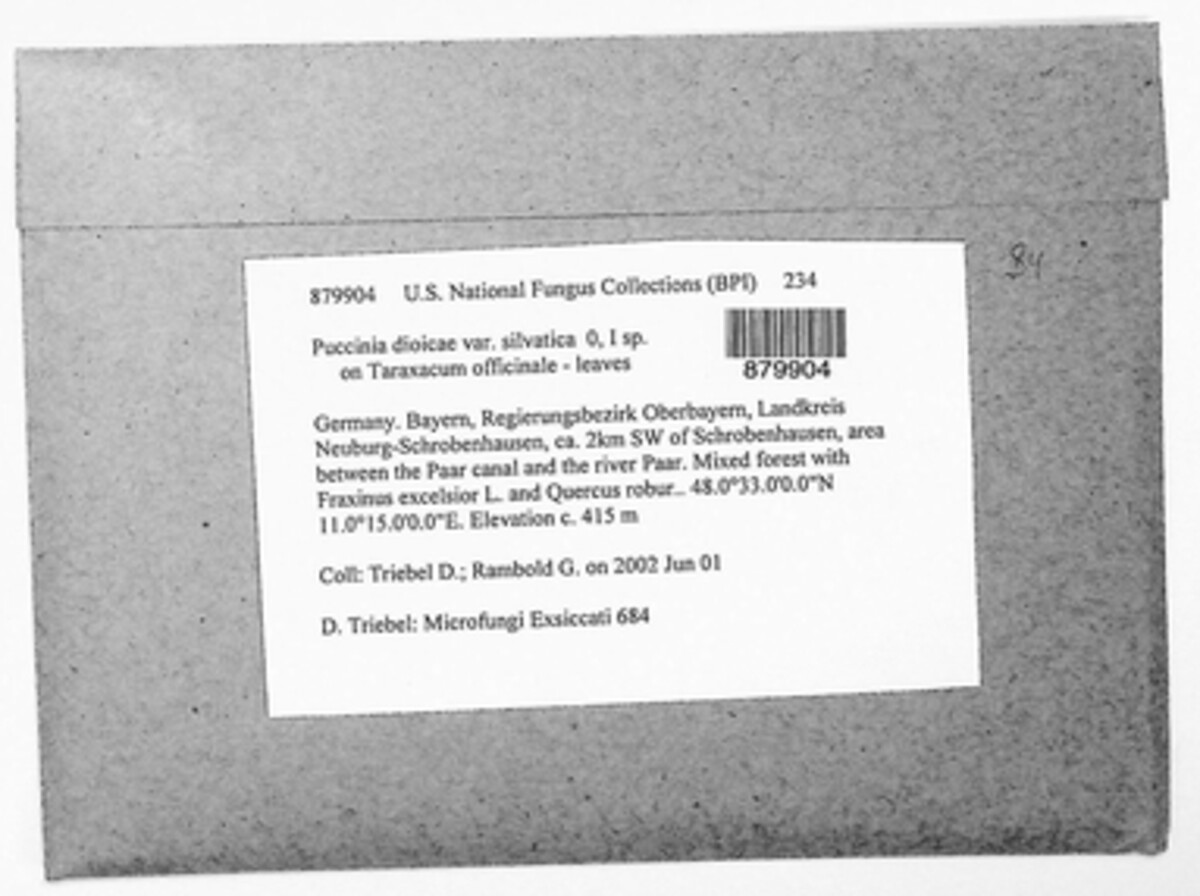 879904 U.S. National Fungus Collections (BPI) 234
Puccinia dioicae var. silvatica 0, I sp.
on Taraxacum officinale - leaves
879904
Germany. Bayern, Regierungsbezirk Oberbayern, Landkreis
Neuburg-Schrobenhausen, ca. 2km SW of Schrobenhausen, area
between the Paar canal and the river Paar. Mixed forest with
Fraxinus excelsior L. and Quercus robur... 48.0°33.0'0.0"N
11.0°15.0'0.0"E. Elevation c. 415 m
Coll: Triebel D.; Rambold G. on 2002 Jun 01
D. Triebel: Microfungi Exsiccati 684